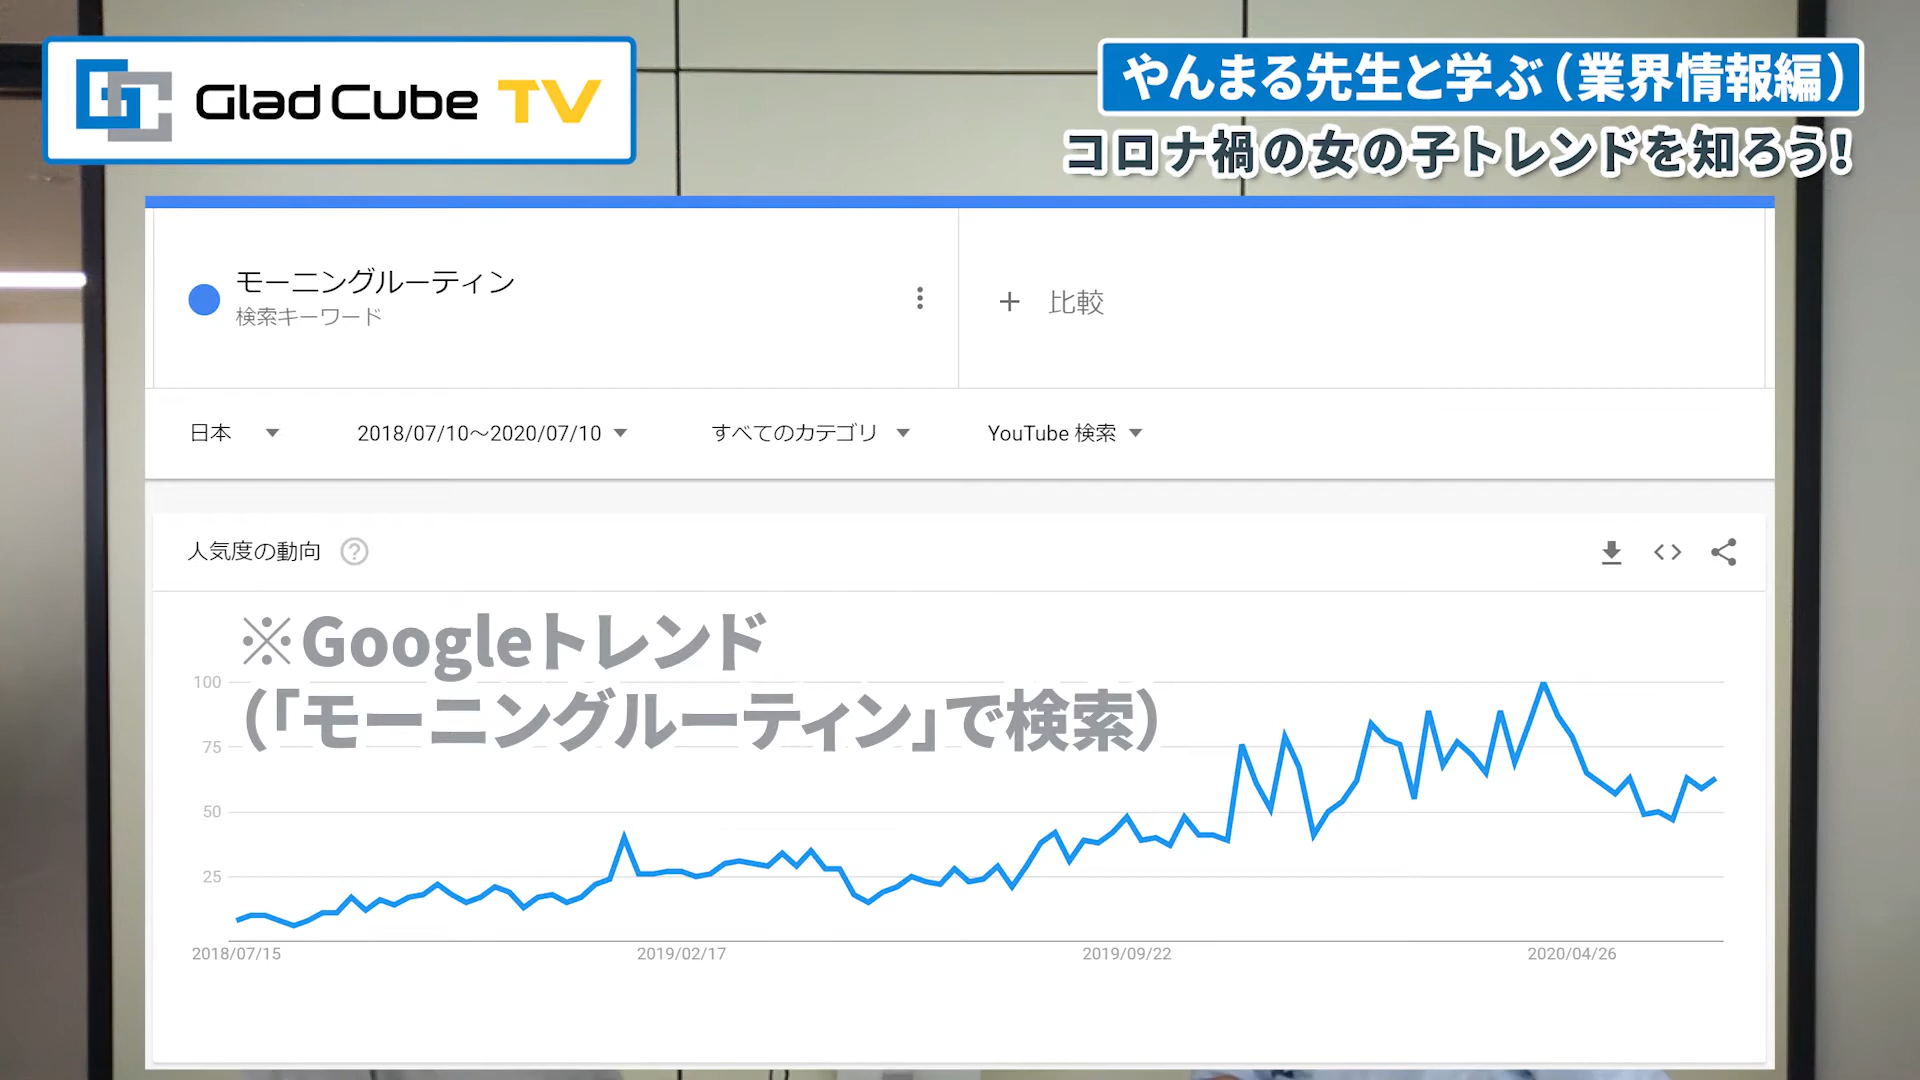 Glad Cube TV
やんまる先生と学ぶ（業界情報編）
コロナ禍の女の子トレンドを知ろう！
モーニングルーティン
検索キーワード
+ 比較
日本
2018/07/10～2020/07/10
すべてのカテゴリ
YouTube 検索
人気度の動向
※Googleトレンド
（「モーニングルーティン」で検索）
100
75
50
25
2018/07/15
2019/02/17
2019/09/22
2020/04/26